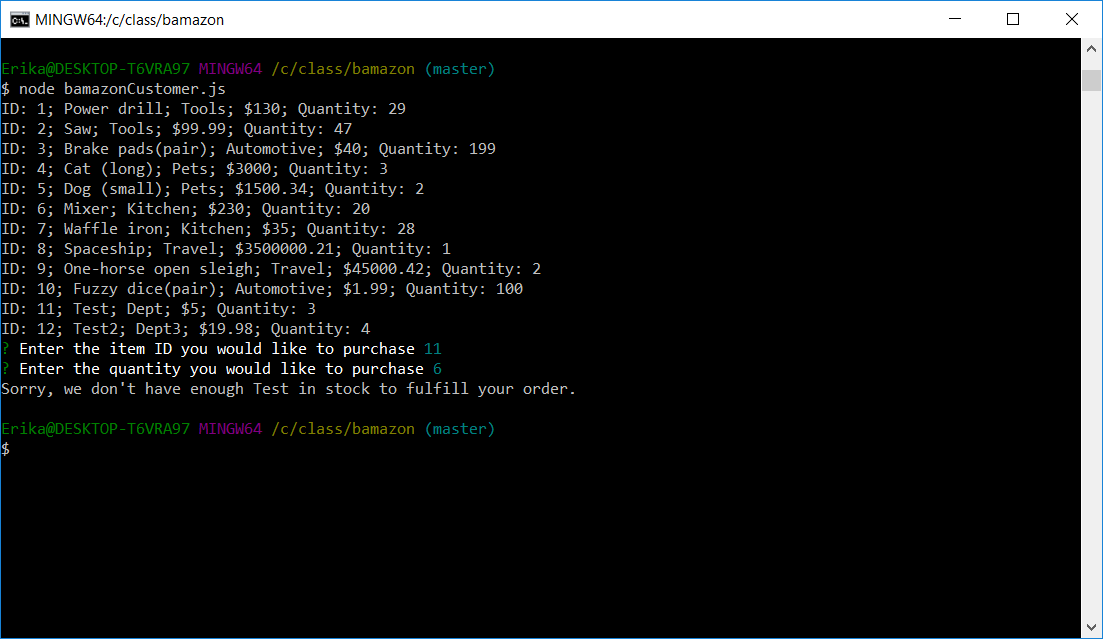 MINGW64:/c/class/bamazon
Erika@DESKTOP-T6VRA97 MINGW64 /c/class/bamazon (master)
$ node bamazonCustomer.js
ID: 1; Power drill; Tools; $130; Quantity: 29
ID: 2; Saw; Tools; $99.99; Quantity: 47
ID: 3; Brake pads(pair); Automotive; $40; Quantity: 199
ID: 4; Cat (long); Pets; $3000; Quantity: 3
ID: 5; Dog (small); Pets; $1500.34; Quantity: 2
ID: 6; Mixer; Kitchen; $230; Quantity: 20
ID: 7; Waffle iron; Kitchen; $35; Quantity: 28
ID: 8; Spaceship; Travel; $3500000.21; Quantity: 1
ID: 9; One-horse open sleigh; Travel; $45000.42; Quantity: 2
ID: 10; Fuzzy dice(pair); Automotive; $1.99; Quantity: 100
ID: 11; Test; Dept; $5; Quantity: 3
ID: 12; Test2; Dept3; $19.98; Quantity: 4
? Enter the item ID you would like to purchase 11
? Enter the quantity you would like to purchase 6
Sorry, we don't have enough Test in stock to fulfill your order.
Erika@DESKTOP-T6VRA97 MINGW64 /c/class/bamazon (master)
$